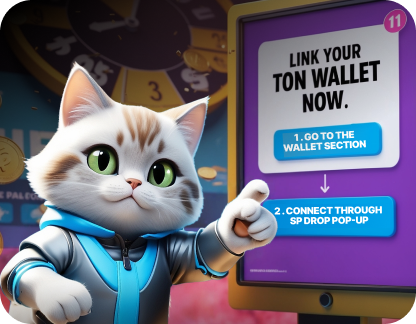 11
LINK YOUR
TON WALLET
NOW.
1. GO TO THE
WALLET SECTION
2. CONNECT THROUGH
SP DROP POP-UP
3